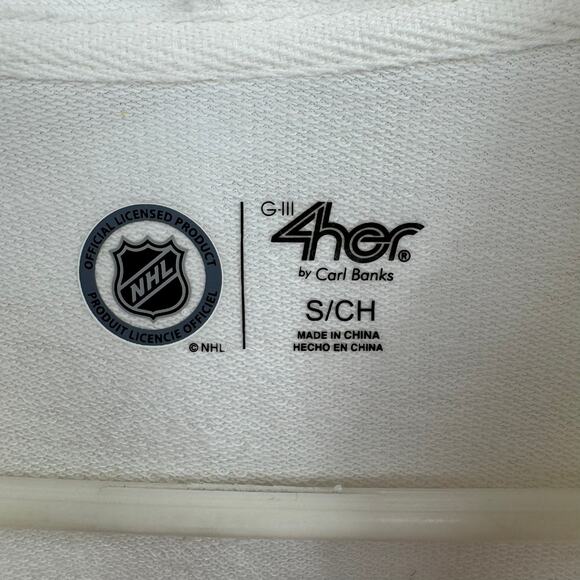 OFFICIAL LICENSED PRODUCT
NHL
PRODUIT LICENCIE OFFICIEL
© NHL
G-III
4her®
by Carl Banks
S/CH
MADE IN CHINA
HECHO EN CHINA